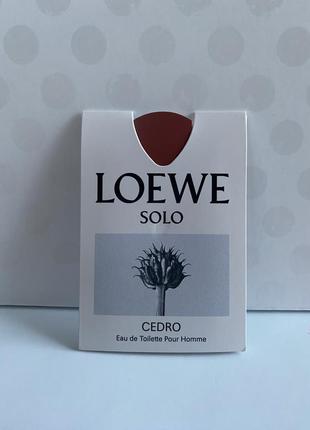 LOEWE
SOLO
CEDRO
Eau de Toilette Pour Homme